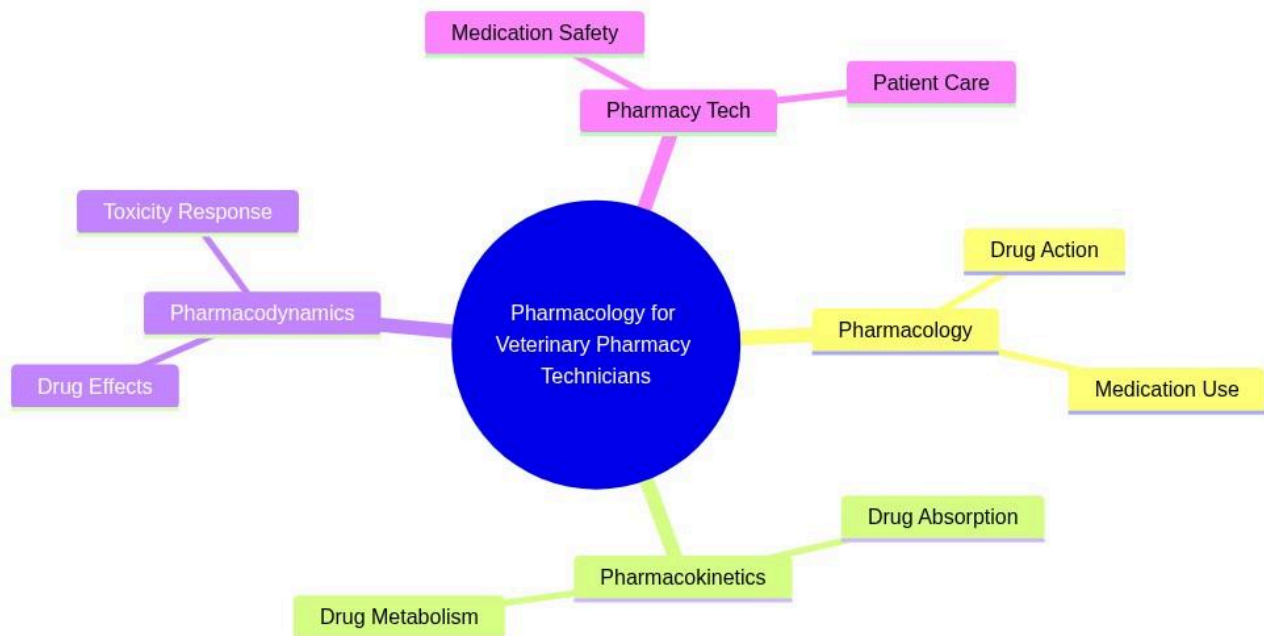 Medication Safety
Patient Care
Pharmacy Tech
Toxicity Response
Drug Action
Pharmacodynamics
Pharmacology for
Veterinary Pharmacy
Technicians
Pharmacology
Drug Effects
Medication Use
Drug Absorption
Pharmacokinetics
Drug Metabolism